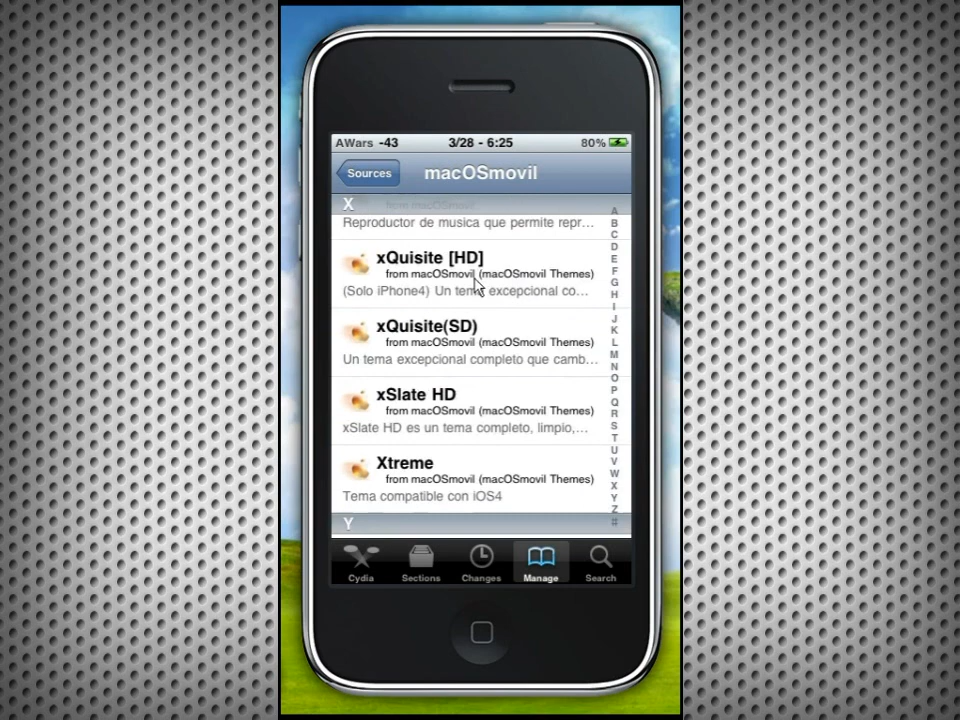 AWars -43 3/28 - 6:25 80%
Sources macOSmovil
X
from macOSmovil
Reproductor de musica que permite repr...
xQuisite [HD]
from macOSmovil (macOSmovil Themes)
(Solo iPhone4) Un tema excepcional co...
xQuisite(SD)
from macOSmovil (macOSmovil Themes)
Un tema excepcional completo que camb...
xSlate HD
from macOSmovil (macOSmovil Themes)
xSlate HD es un tema completo, limpio,...
Xtreme
from macOSmovil (macOSmovil Themes)
Tema compatible con iOS4
Y
A
B
C
D
E
F
G
H
I
J
K
L
M
N
O
P
Q
R
S
T
U
V
W
X
Y
Z
#
Cydia Sections Changes Manage Search